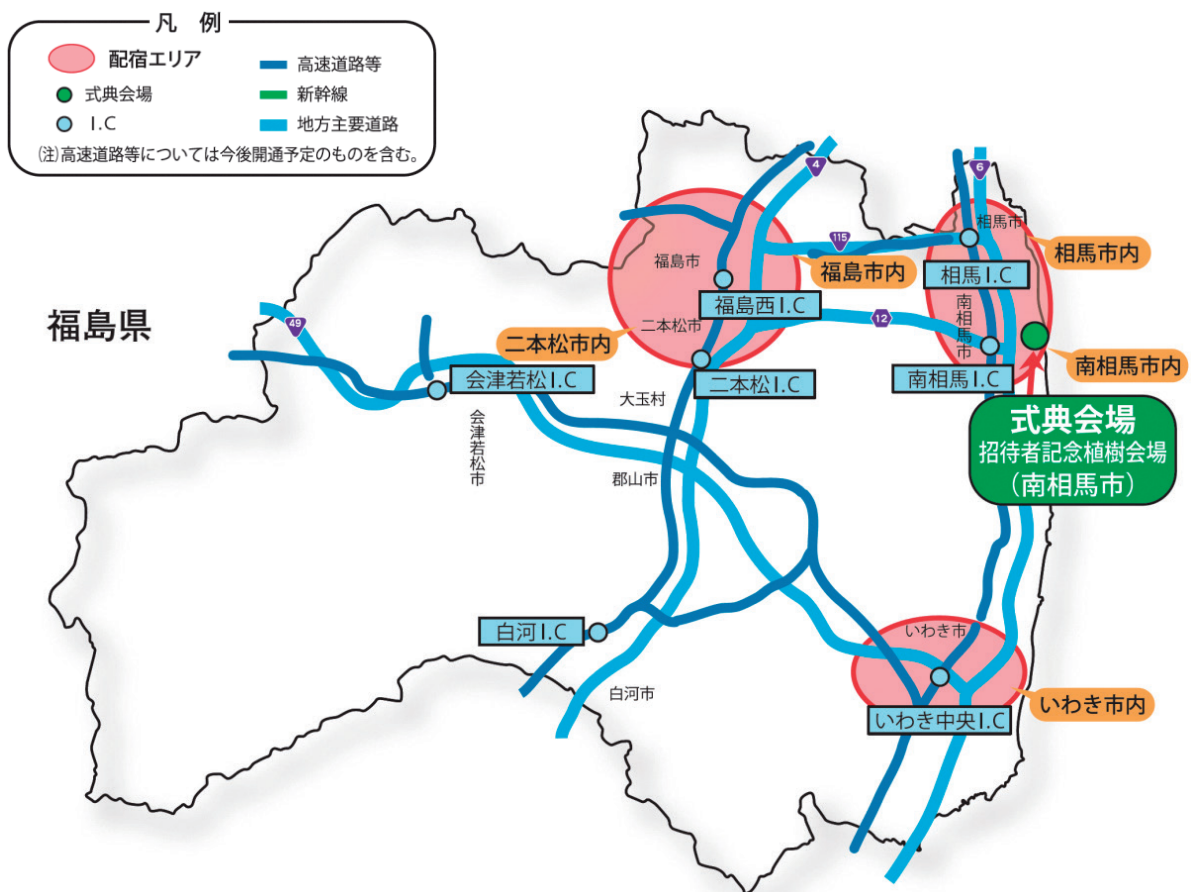 凡 例
配宿エリア
高速道路等
式典会場
新幹線
I.C
地方主要道路
(注)高速道路等については今後開通予定のものを含む。
福島県
4
6
115
12
49
相馬市
相馬市内
福島市
福島市内
相馬I.C
福島西I.C
南相馬市
二本松市
二本松市内
南相馬市内
会津若松I.C
二本松I.C
南相馬I.C
大玉村
会津若松市
式典会場
招待者記念植樹会場
(南相馬市)
郡山市
白河I.C
いわき市
白河市
いわき市内
いわき中央I.C